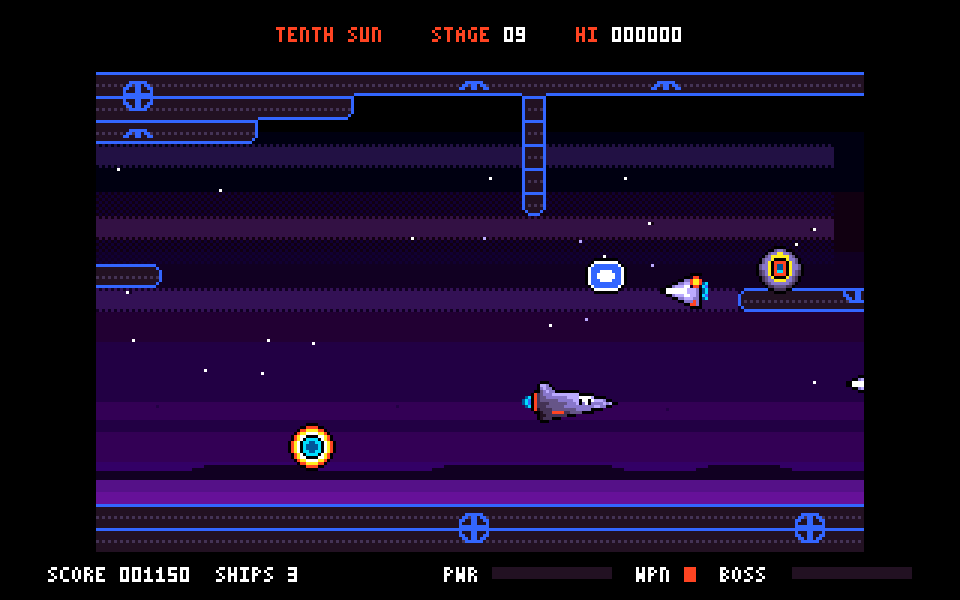 TENTH SUN STAGE 09 HI 000000
SCORE 001150 SHIPS 3 PWR WPN BOSS